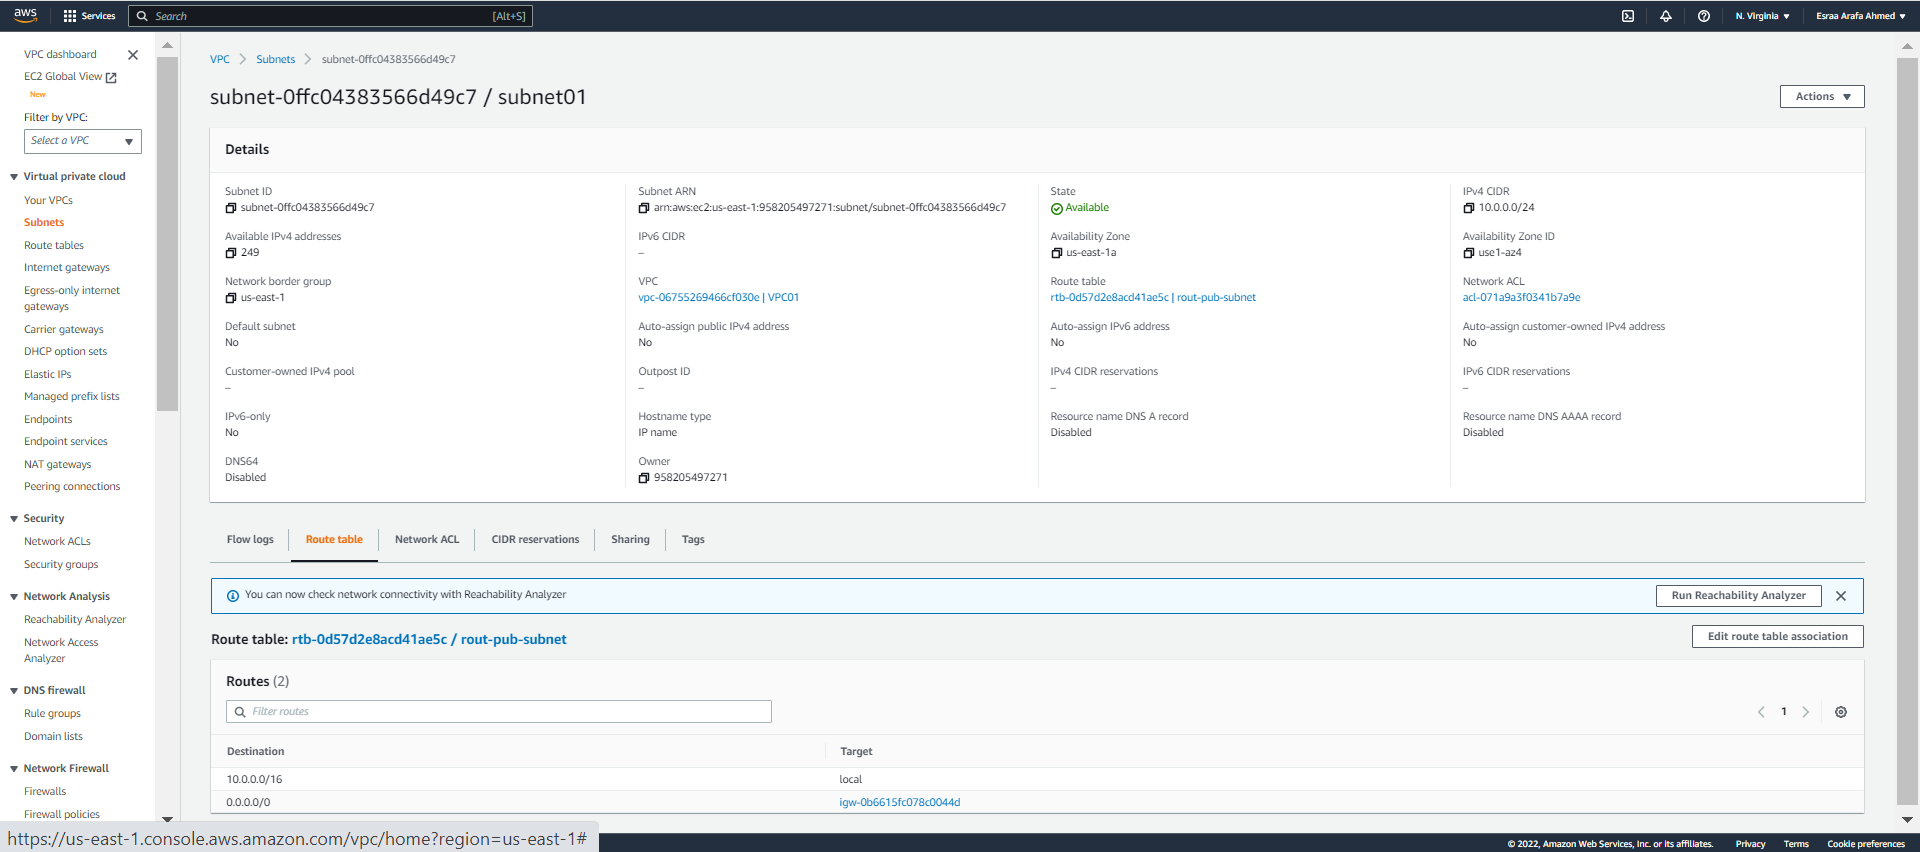 aws
Services
Search
[Alt+S]
N. Virginia
Esraa Arafa Ahmed
VPC dashboard
EC2 Global View
New
Filter by VPC:
Select a VPC
Virtual private cloud
Your VPCs
Subnets
Route tables
Internet gateways
Egress-only internet
gateways
Carrier gateways
DHCP option sets
Elastic IPs
Managed prefix lists
Endpoints
Endpoint services
NAT gateways
Peering connections
Security
Network ACLs
Security groups
Network Analysis
Reachability Analyzer
Network Access
Analyzer
DNS firewall
Rule groups
Domain lists
Network Firewall
Firewalls
Firewall policies
VPC > Subnets > subnet-0ffc04383566d49c7
subnet-0ffc04383566d49c7 / subnet01
Actions
Details
Subnet ID
subnet-0ffc04383566d49c7
Subnet ARN
arn:aws:ec2:us-east-1:958205497271:subnet/subnet-0ffc04383566d49c7
State
Available
IPv4 CIDR
10.0.0.0/24
Available IPv4 addresses
249
IPv6 CIDR
–
Availability Zone
us-east-1a
Availability Zone ID
use1-az4
Network border group
us-east-1
VPC
vpc-06755269466cf030e | VPC01
Route table
rtb-0d57d2e8acd41ae5c | rout-pub-subnet
Network ACL
acl-071a9a3f0341b7a9e
Default subnet
No
Auto-assign public IPv4 address
No
Auto-assign IPv6 address
No
Auto-assign customer-owned IPv4 address
No
Customer-owned IPv4 pool
–
Outpost ID
–
IPv4 CIDR reservations
–
IPv6 CIDR reservations
–
IPv6-only
No
Hostname type
IP name
Resource name DNS A record
Disabled
Resource name DNS AAAA record
Disabled
DNS64
Disabled
Owner
958205497271
Flow logs
Route table
Network ACL
CIDR reservations
Sharing
Tags
You can now check network connectivity with Reachability Analyzer
Run Reachability Analyzer
Route table: rtb-0d57d2e8acd41ae5c / rout-pub-subnet
Edit route table association
Routes (2)
Filter routes
1
Destination
Target
10.0.0.0/16
local
0.0.0.0/0
igw-0b6615fc078c0044d
https://us-east-1.console.aws.amazon.com/vpc/home?region=us-east-1#
© 2022, Amazon Web Services, Inc. or its affiliates.
Privacy
Terms
Cookie preferences